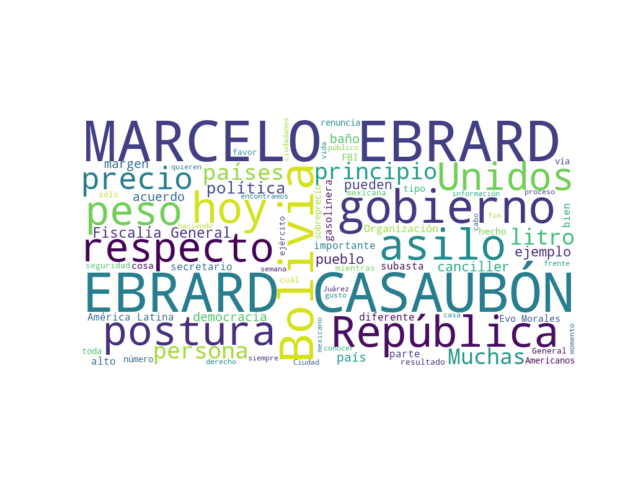 MARCELO EBRARD
renuncia
ciudadanos
favor
vida
público
baño
FBI
margen
quieren
precio
países
principio
Unidos
vía
sólo
acuerdo
política
encontramos
pueden
tipo
mexicana
información
proceso
peso
hoy
Bolivia
sobreprecio
gasolinera
gobierno
cabo
fin
bien
haciendo
Fiscalía General
ejército
Organización
hecho
litro
respecto
importante
asilo
ejemplo
seguridad
cosa
secretario
semana
pueblo
mientras
subasta
canciller
frente
cuál
EBRARD CASAUBÓN
Juárez
gusto
casa
América Latina
democracia
diferente
Evo Morales
postura
mexicano
República
momento
toda
alto
número
persona
derecho
siempre
Ciudad
conocer
país
parte
resultado
Muchas
General
Americanos